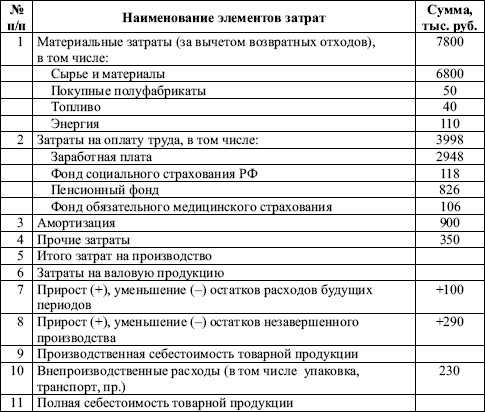 № п/п Наименование элементов затрат Сумма, тыс. руб.
1 Материальные затраты (за вычетом возвратных отходов), 7800
в том числе:
Сырье и материалы 6800
Покупные полуфабрикаты 50
Топливо 40
Энергия 110
2 Затраты на оплату труда, в том числе: 3998
Заработная плата 2948
Фонд социального страхования РФ 118
Пенсионный фонд 826
Фонд обязательного медицинского страхования 106
3 Амортизация 900
4 Прочие затраты 350
5 Итого затрат на производство
6 Затраты на валовую продукцию
7 Прирост (+), уменьшение (–) остатков расходов будущих +100
периодов
8 Прирост (+), уменьшение (–) остатков незавершенного +290
производства
9 Производственная себестоимость товарной продукции
10 Внепроизводственные расходы (в том числе упаковка, 230
транспорт, пр.)
11 Полная себестоимость товарной продукции